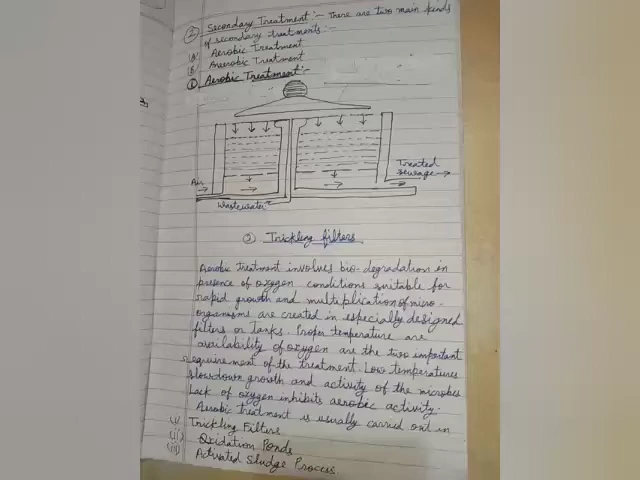 2) Secondary Treatment :- There are two main kinds
of secondary treatments :-
(a) Aerobic Treatment
(b) Anaerobic Treatment
① Aerobic Treatment :-
Air
Wastewater
Treated
sewage
Trickling filters
Aerobic treatment involves bio-degradation in
presence of oxygen conditions suitable for
rapid growth and multiplication of micro-
organisms are created in especially designed
filters or tanks. Proper temperature are
availability of oxygen are the two important
requirement of the treatment. Low temperatures
slowdown growth and activity of the microbes
Lack of oxygen inhibits aerobic activity.
Aerobic treatment is usually carried out in
i) Trickling Filters
(ii) Oxidation Ponds
(iii) Activated Sludge Process.